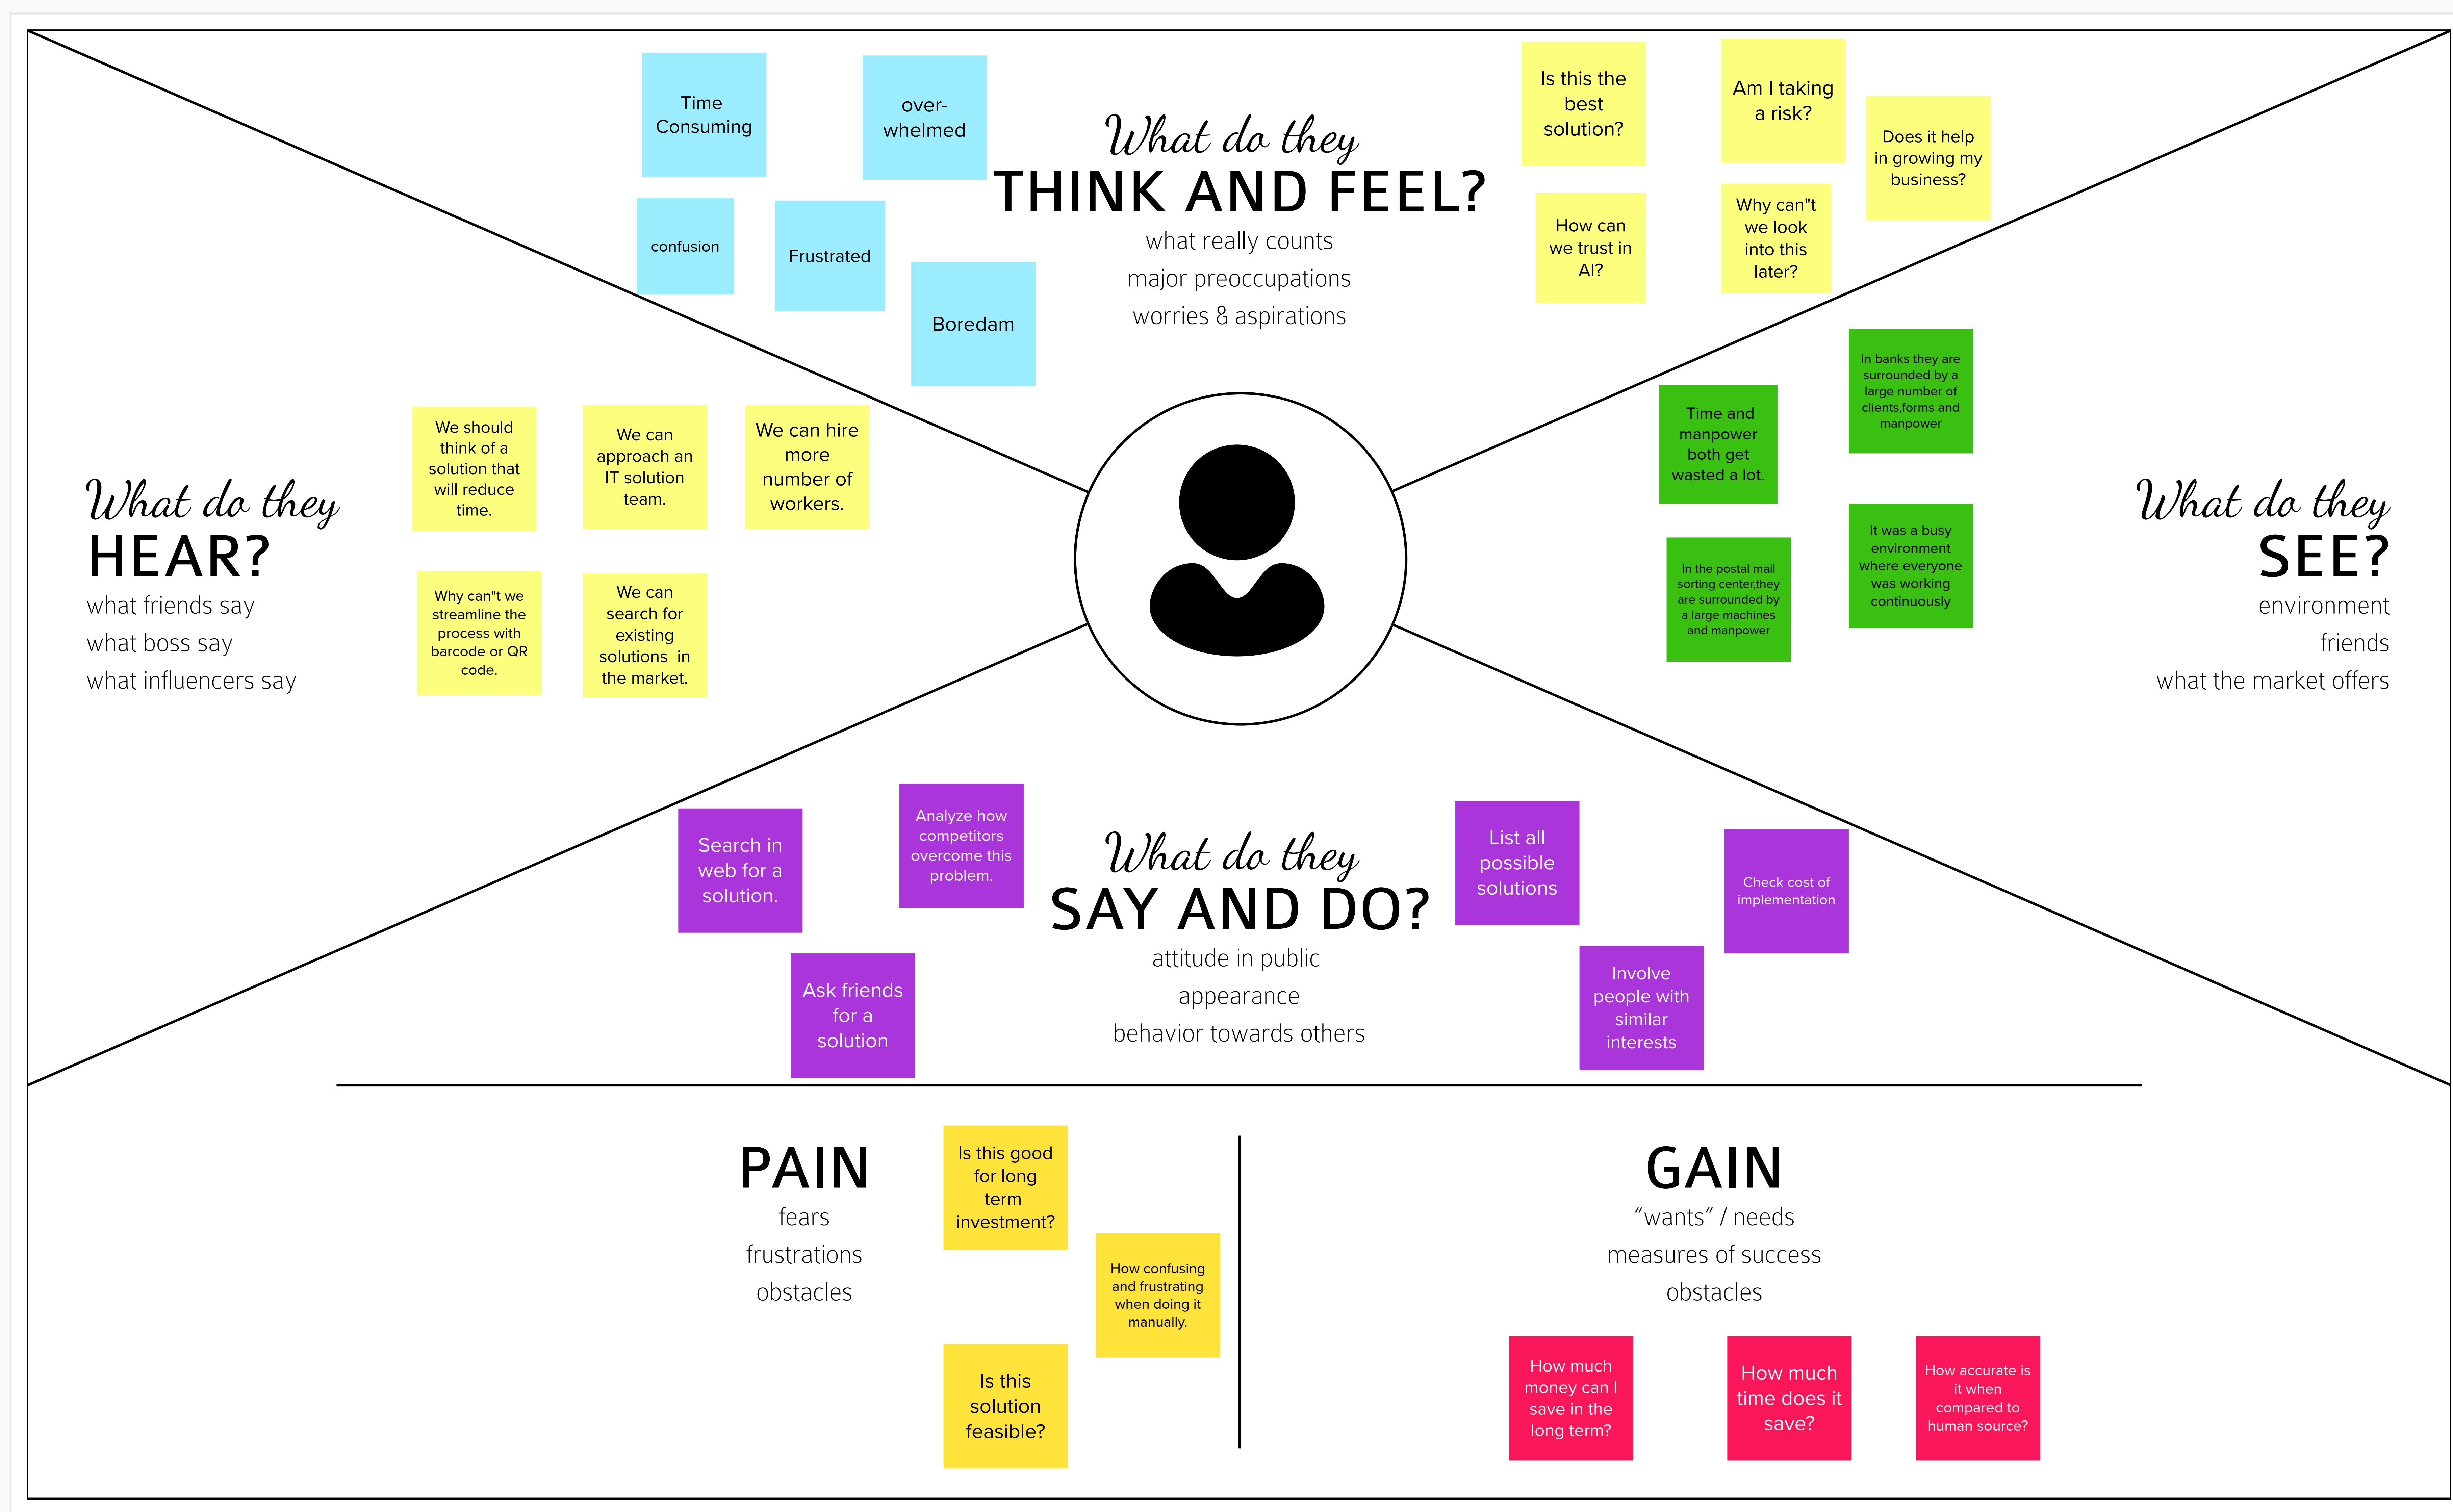 Time
Consuming
over-
whelmed
confusion
Frustrated
Boredam
What do they
THINK AND FEEL?
what really counts
major preoccupations
worries & aspirations
Is this the
best
solution?
Am I taking
a risk?
Does it help
in growing my
business?
How can
we trust in
AI?
Why can"t
we look
into this
later?
What do they
HEAR?
what friends say
what boss say
what influencers say
We should
think of a
solution that
will reduce
time.
We can
approach an
IT solution
team.
We can hire
more
number of
workers.
Why can"t we
streamline the
process with
barcode or QR
code.
We can
search for
existing
solutions in
the market.
Time and
manpower
both get
wasted a lot.
In banks they are
surrounded by a
large number of
clients,forms and
manpower
In the postal mail
sorting center,they
are surrounded by
a large machines
and manpower
It was a busy
environment
where everyone
was working
continuously
What do they
SEE?
environment
friends
what the market offers
Search in
web for a
solution.
Analyze how
competitors
overcome this
problem.
Ask friends
for a
solution
What do they
SAY AND DO?
attitude in public
appearance
behavior towards others
List all
possible
solutions
Check cost of
implementation
Involve
people with
similar
interests
PAIN
fears
frustrations
obstacles
Is this good
for long
term
investment?
How confusing
and frustrating
when doing it
manually.
Is this
solution
feasible?
GAIN
“wants” / needs
measures of success
obstacles
How much
money can I
save in the
long term?
How much
time does it
save?
How accurate is
it when
compared to
human source?